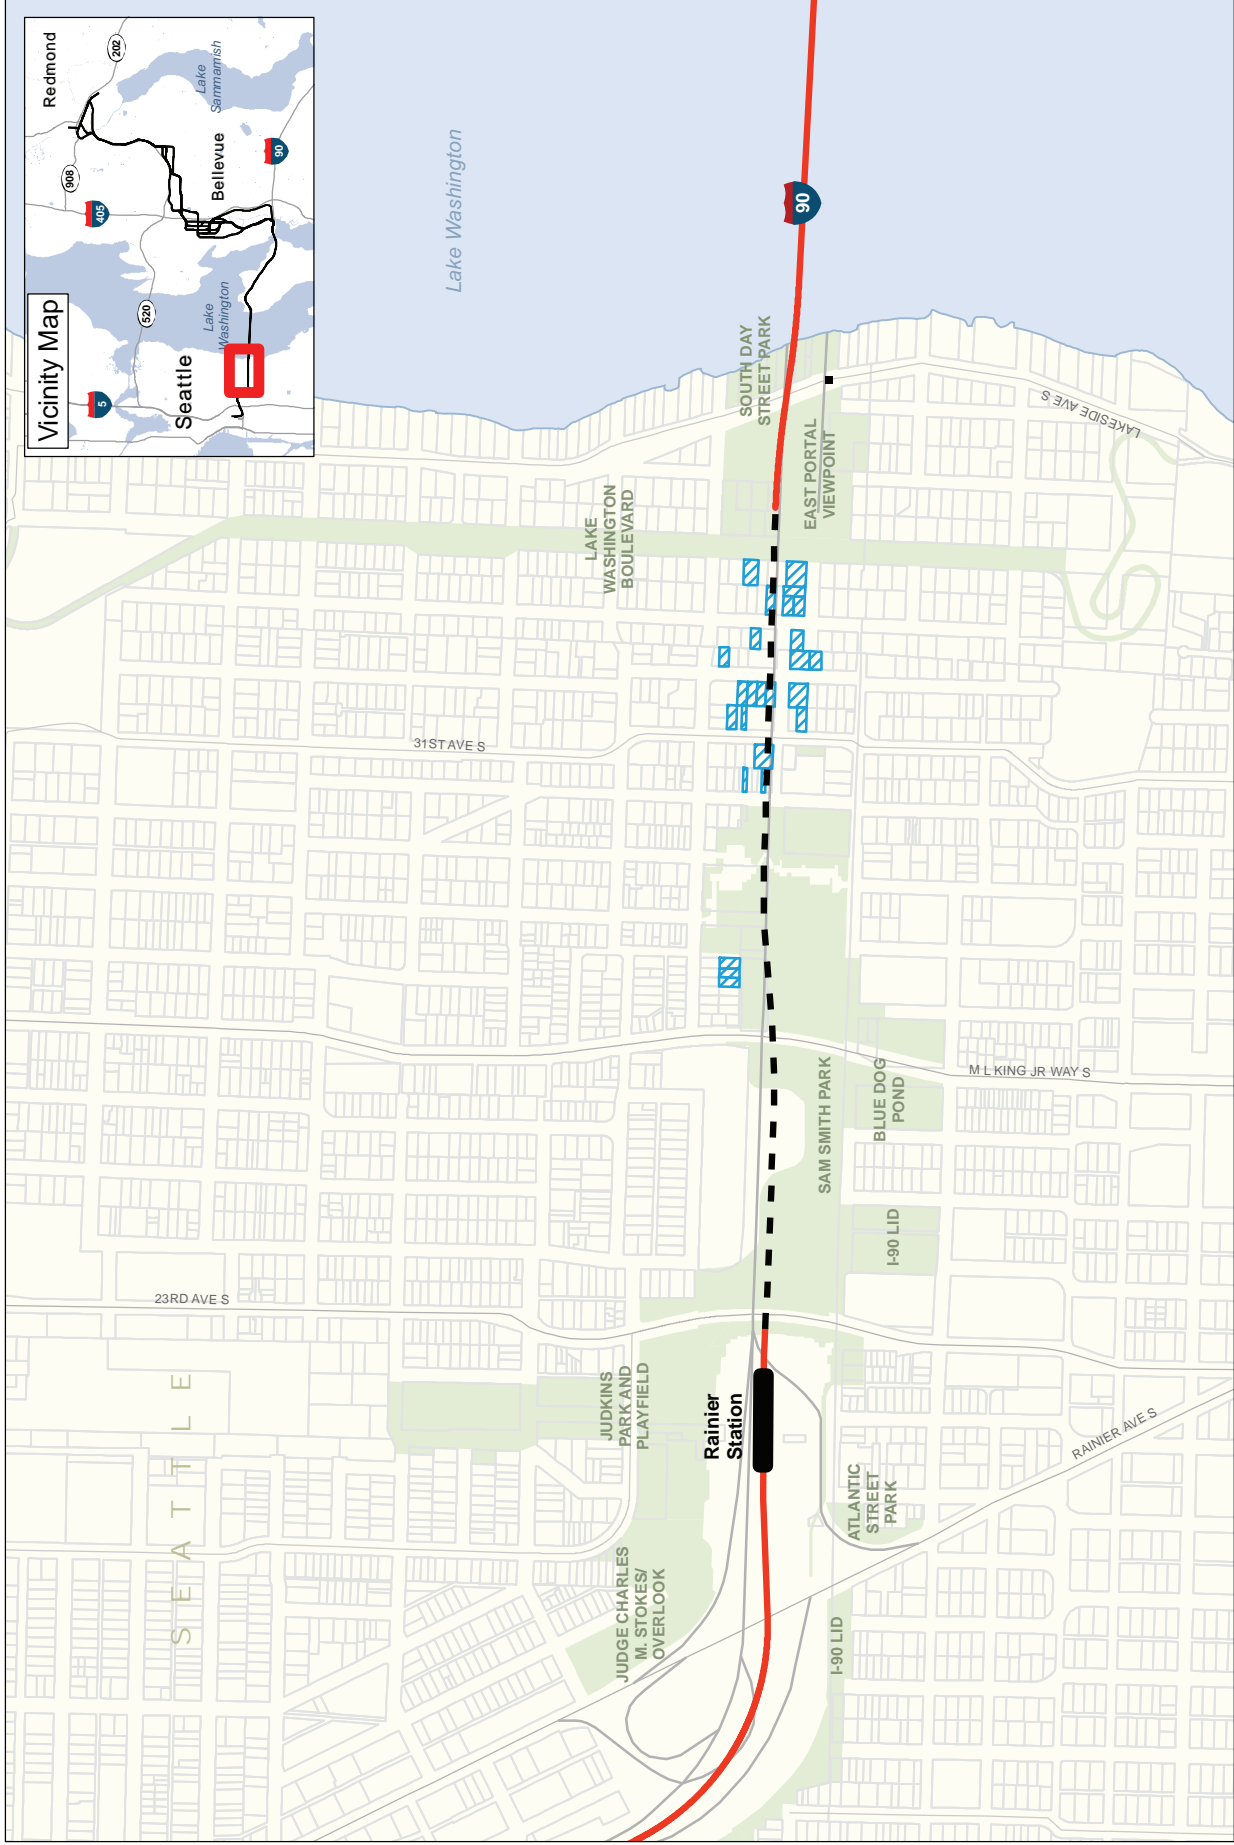 Vicinity Map
Redmond
202
Lake
Sammamish
908
405
Bellevue
90
520
Lake
Washington
Seattle
5
Lake Washington
90
SOUTH DAY
STREET PARK
EAST PORTAL
VIEWPOINT
LAKESIDE AVE S
LAKE
WASHINGTON
BOULEVARD
31ST AVE S
M L KING JR WAY S
SAM SMITH PARK
BLUE DOG
POND
I-90 LID
23RD AVE S
SEATTLE
JUDKINS
PARK AND
PLAYFIELD
Rainier
Station
RAINIER AVE S
ATLANTIC
STREET
PARK
JUDGE CHARLES
M. STOKES/
OVERLOOK
I-90 LID